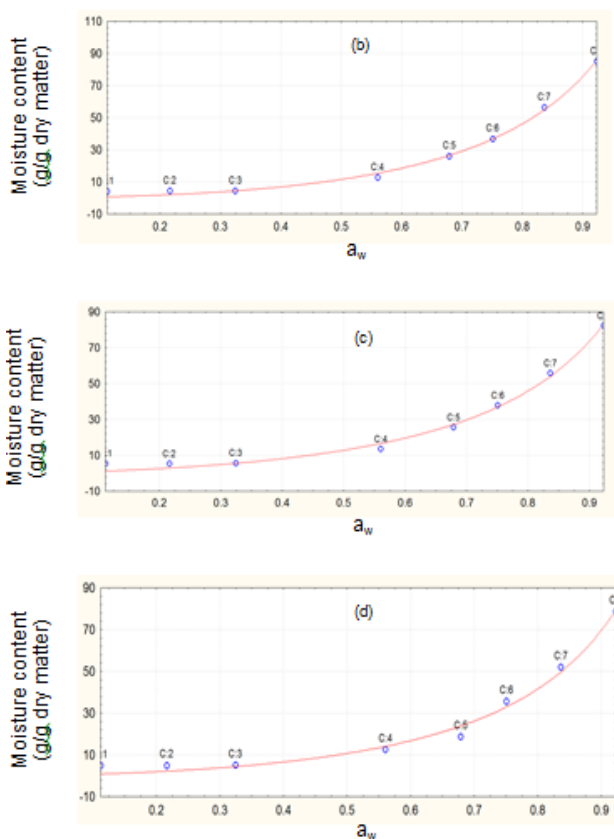 Moisture content
(g/g dry matter)
110
90
70
50
30
10
-10
(b)
:1
C:2
C:3
C:4
C:5
C:6
C:7
C
0.2 0.3 0.4 0.5 0.6 0.7 0.8 0.9
aw
Moisture content
(g/g dry matter)
90
70
50
30
10
-10
(c)
:1
C:2
C:3
C:4
C:5
C:6
C:7
C
0.2 0.3 0.4 0.5 0.6 0.7 0.8 0.9
aw
Moisture content
(g/g dry matter)
90
70
50
30
10
-10
(d)
:1
C:2
C:3
C:4
C:5
C:6
C:7
C
0.2 0.3 0.4 0.5 0.6 0.7 0.8 0.9
aw